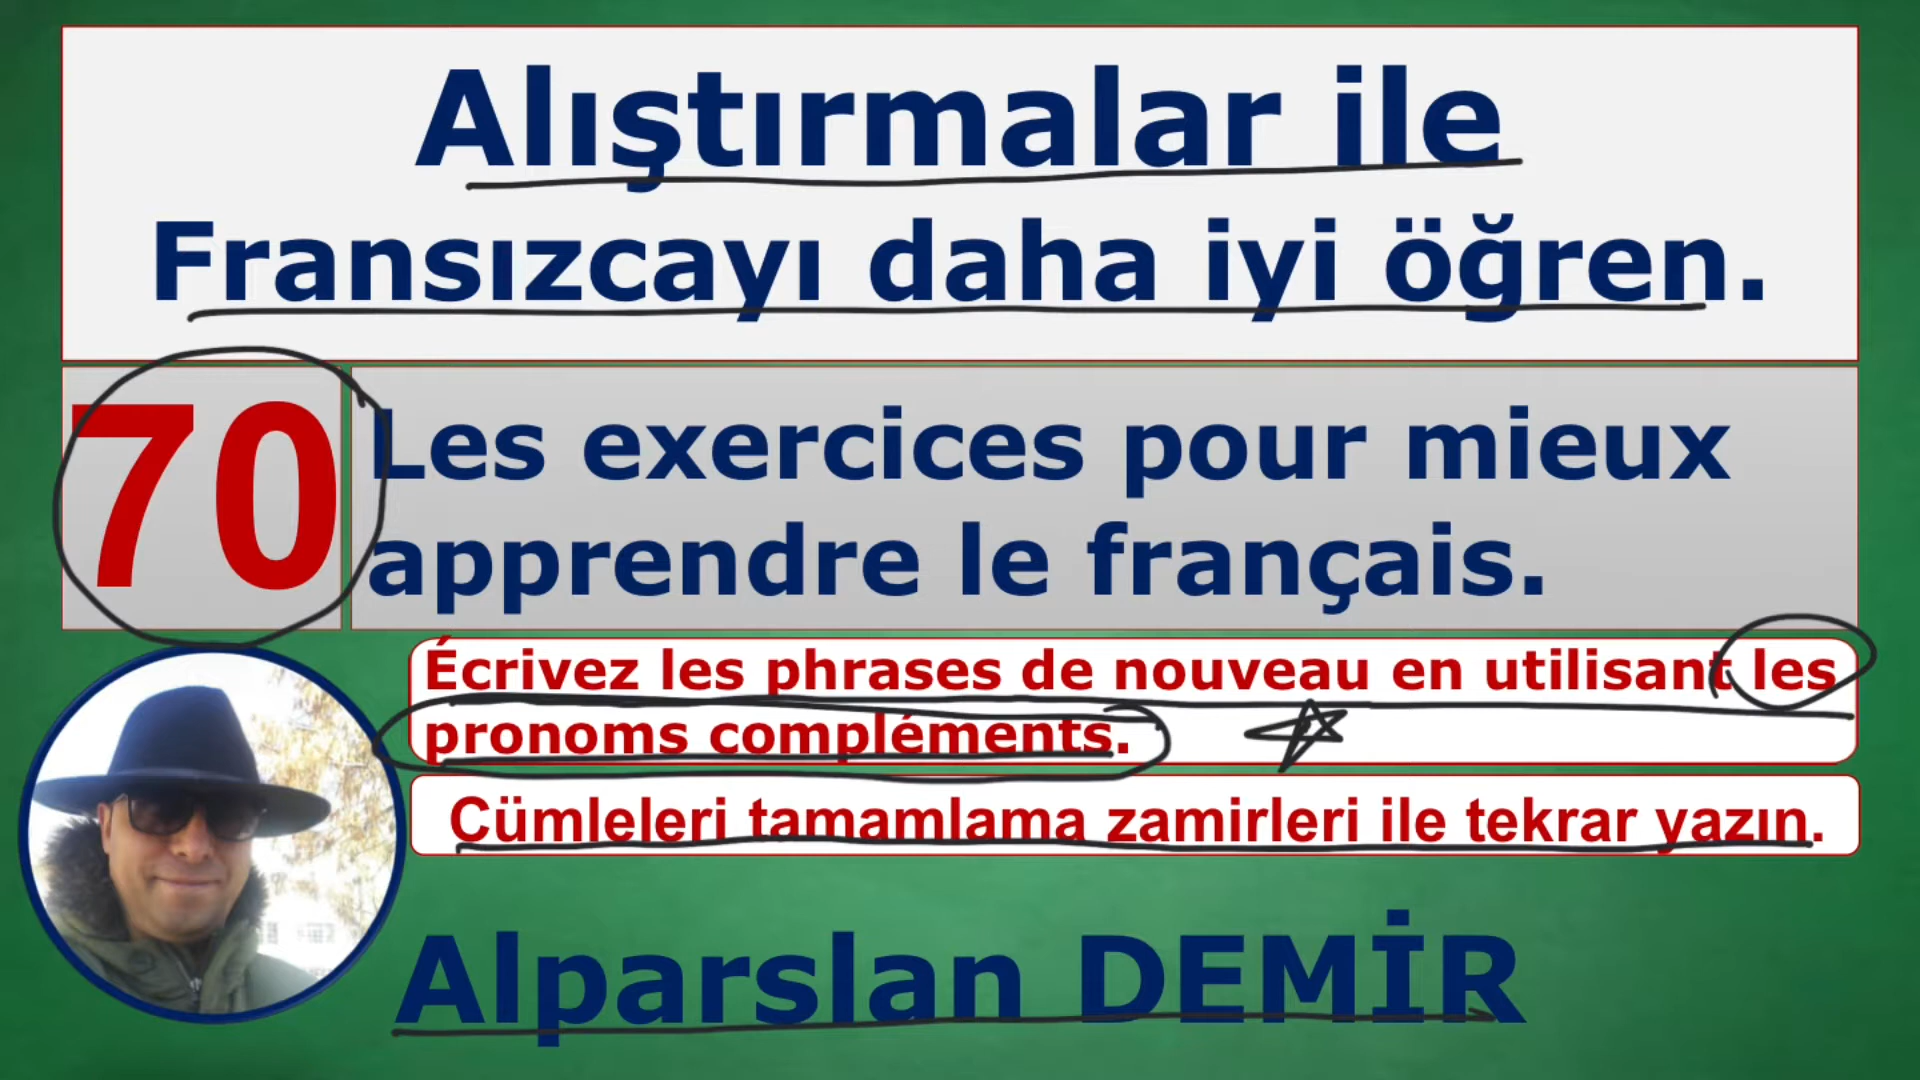 Alıştırmalar ile
Fransızcayı daha iyi öğren.
70
Les exercices pour mieux
apprendre le français.
Écrivez les phrases de nouveau en utilisant les
pronoms compléments.
Cümleleri tamamlama zamirleri ile tekrar yazın.
Alparslan DEMİR